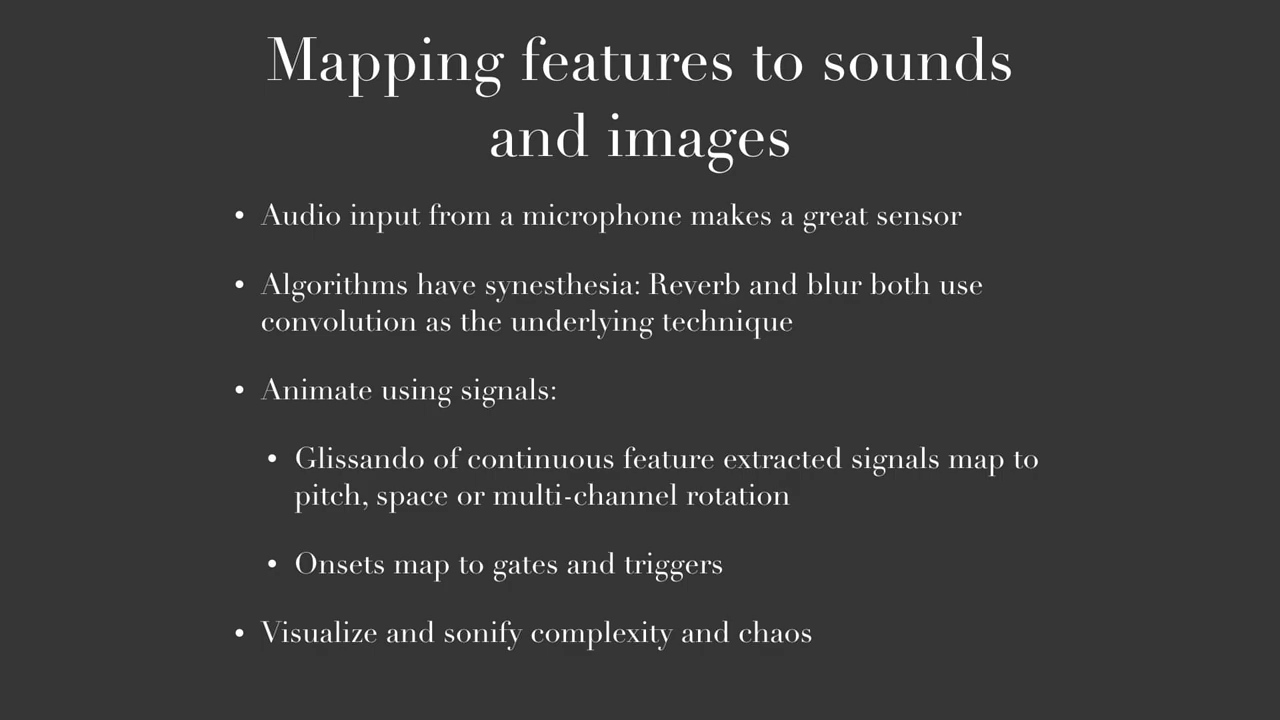 Mapping features to sounds
and images
• Audio input from a microphone makes a great sensor
• Algorithms have synesthesia: Reverb and blur both use
convolution as the underlying technique
• Animate using signals:
• Glissando of continuous feature extracted signals map to
pitch, space or multi-channel rotation
• Onsets map to gates and triggers
• Visualize and sonify complexity and chaos